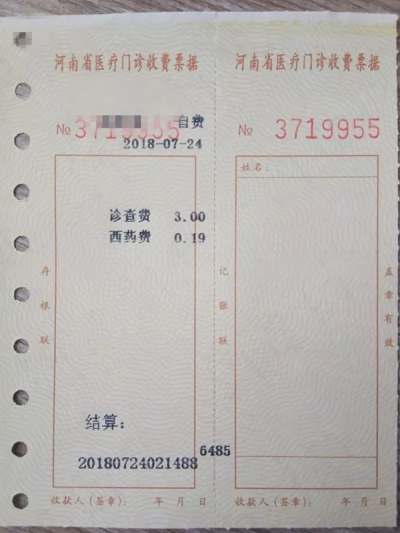 河南省医疗门诊收费票据
自费
№ 3719955
2018-07-24
诊查费 3.00
西药费 0.19
存根联
结算：
6485
20180724021488
收款人（签章）： 年 月 日
河南省医疗门诊收费票据
№ 3719955
姓名：
记账联
盖章有效
收款人（签章）： 年 月 日